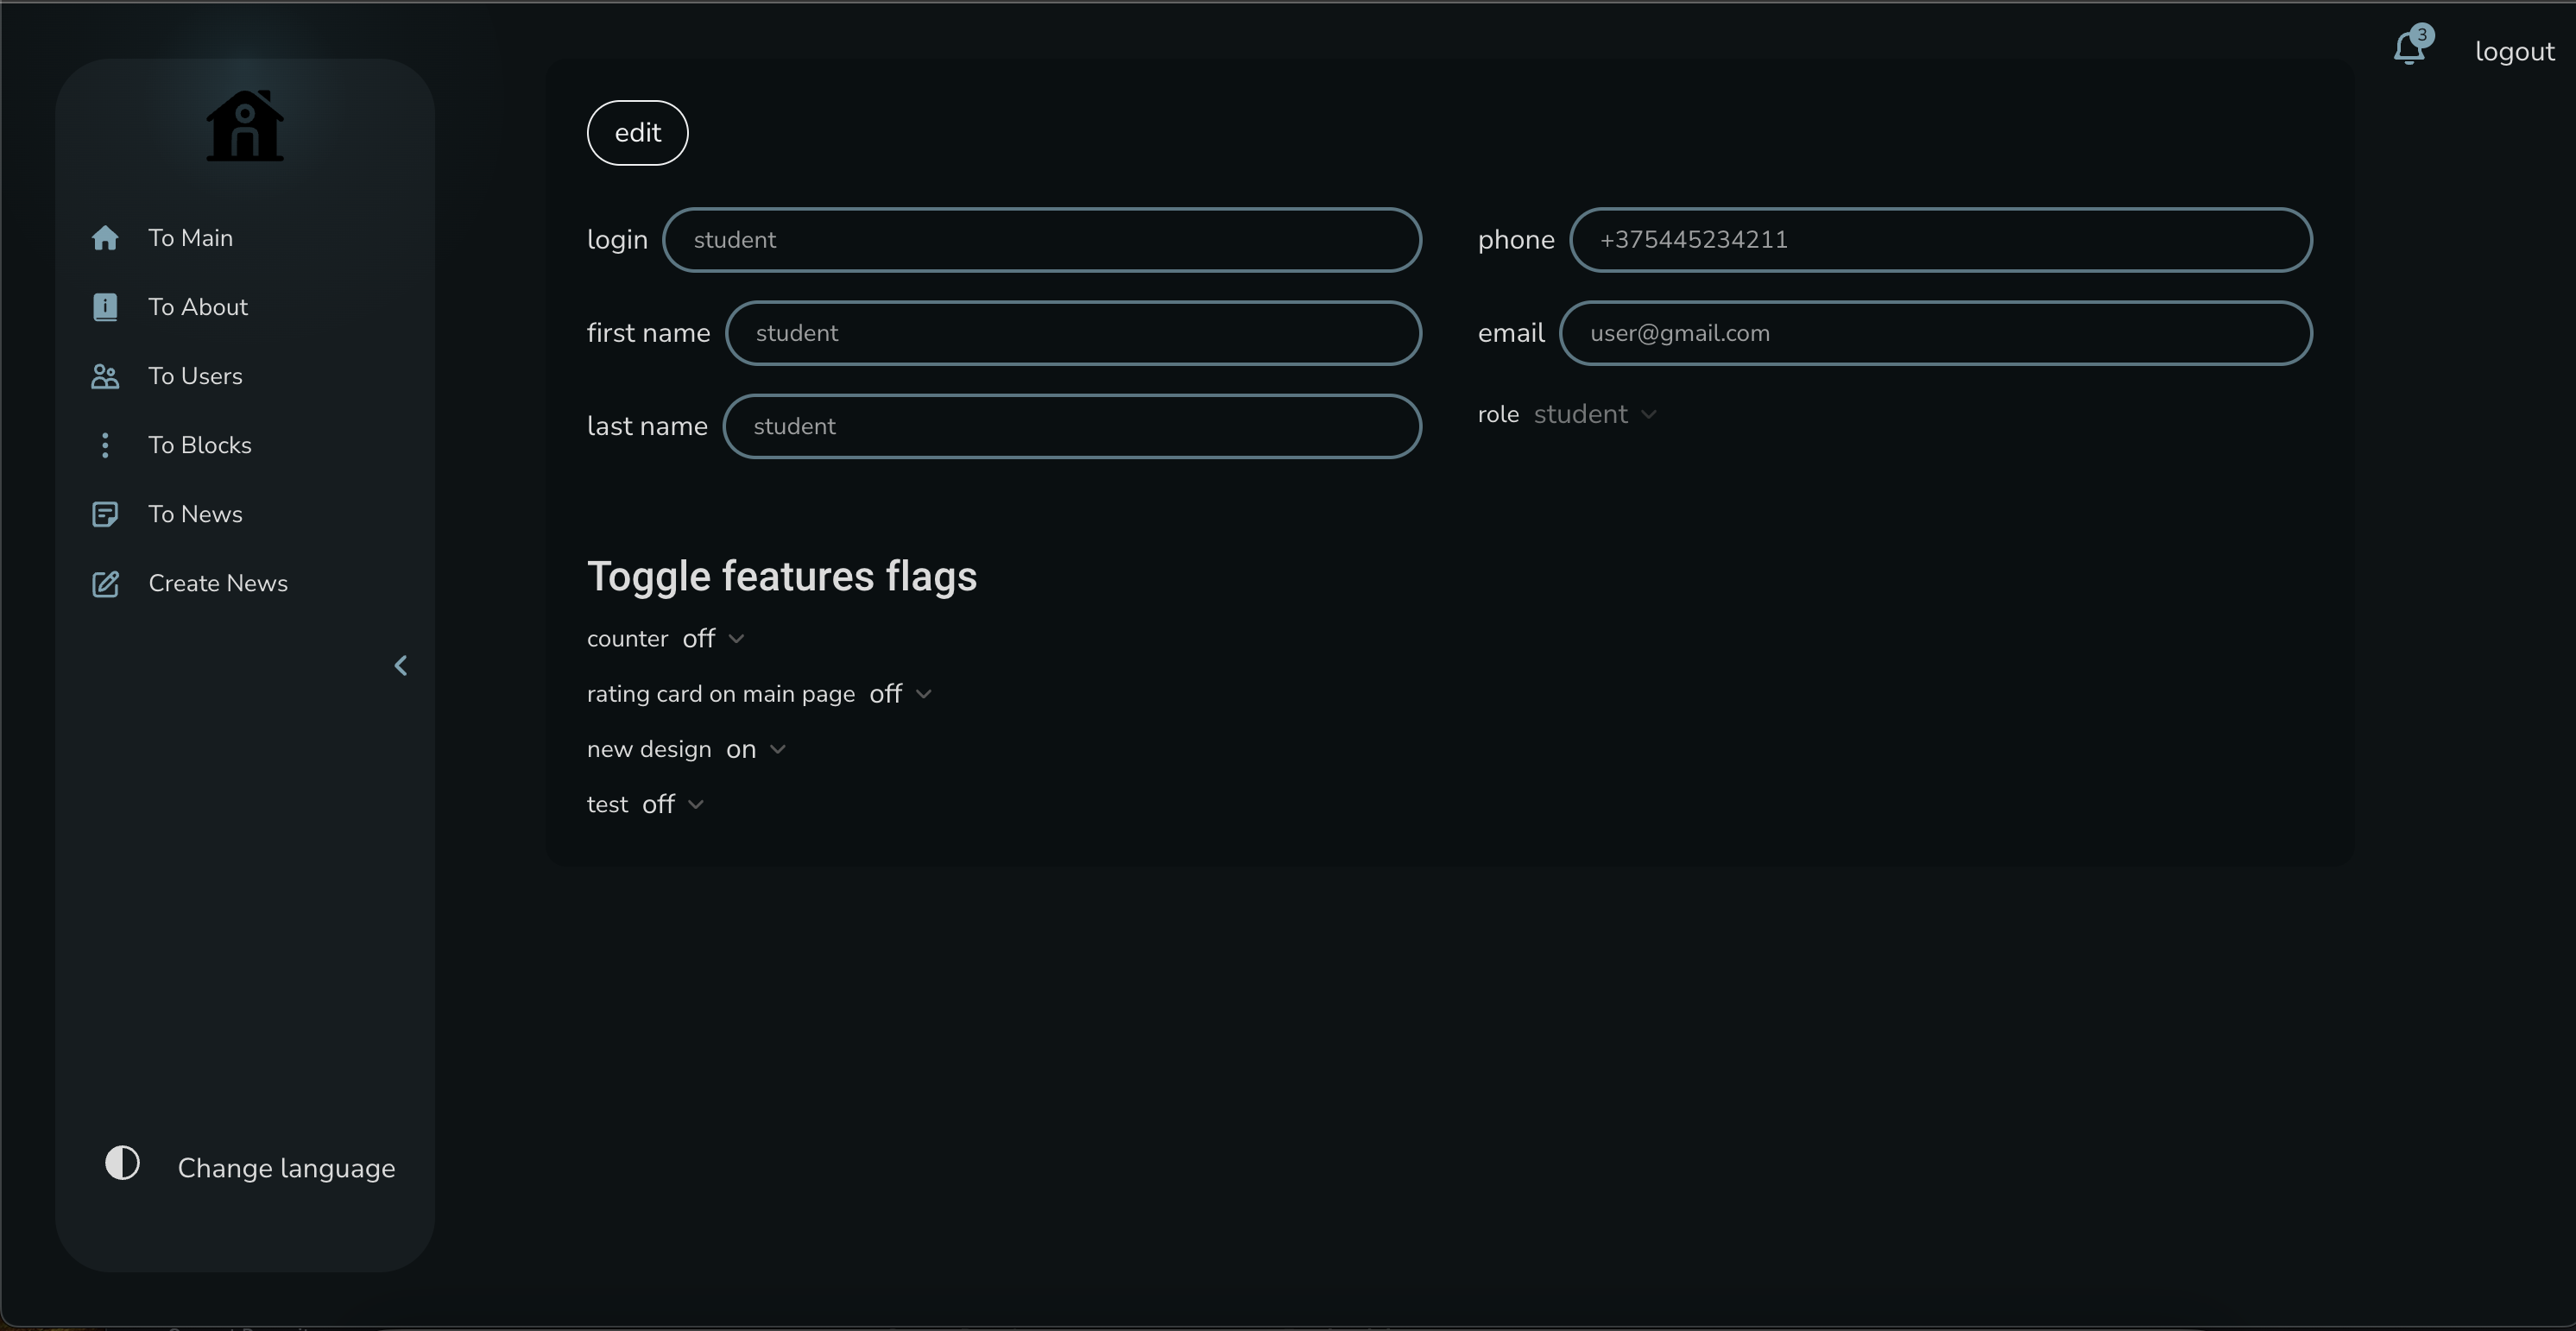 3
logout
edit
To Main
To About
To Users
To Blocks
To News
Create News
Change language
login student
first name student
last name student
phone +375445234211
email user@gmail.com
role student
Toggle features flags
counter off
rating card on main page off
new design on
test off